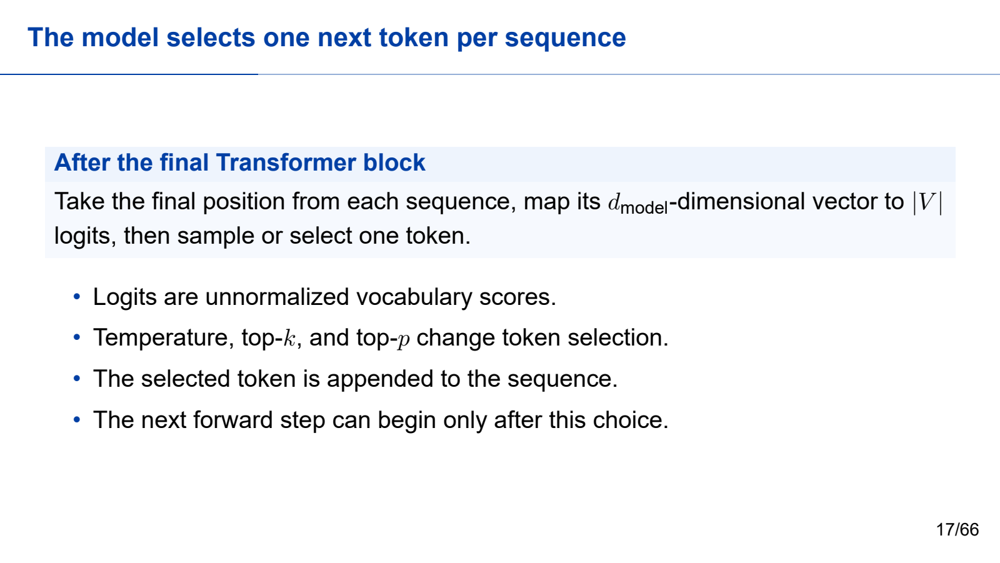 The model selects one next token per sequence
After the final Transformer block
Take the final position from each sequence, map its d_model-dimensional vector to |V|
logits, then sample or select one token.
• Logits are unnormalized vocabulary scores.
• Temperature, top-k, and top-p change token selection.
• The selected token is appended to the sequence.
• The next forward step can begin only after this choice.
17/66